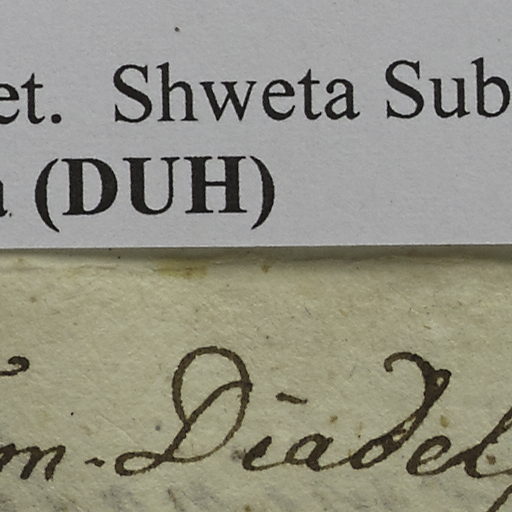 et. Shweta Sub
a (DUH)
m. Diadel